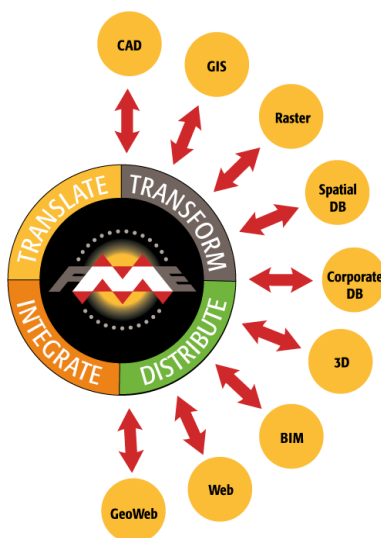 CAD
GIS
Raster
Spatial
DB
Corporate
DB
3D
BIM
Web
GeoWeb
TRANSLATE
TRANSFORM
INTEGRATE
DISTRIBUTE
FME